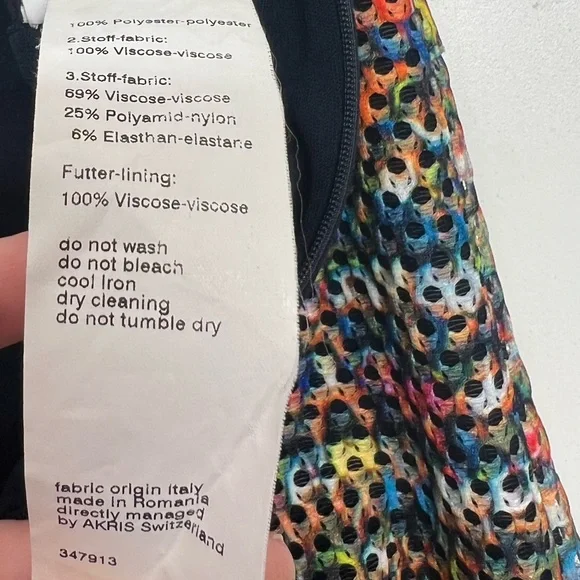 100% Polyester-polyester
2.Stoff-fabric:
100% Viscose-viscose
3.Stoff-fabric:
69% Viscose-viscose
25% Polyamid-nylon
6% Elasthan-elastane
Futter-lining:
100% Viscose-viscose
do not wash
do not bleach
cool Iron
dry cleaning
do not tumble dry
fabric origin Italy
made in Romania
directly managed
by AKRIS Switzerland
347913